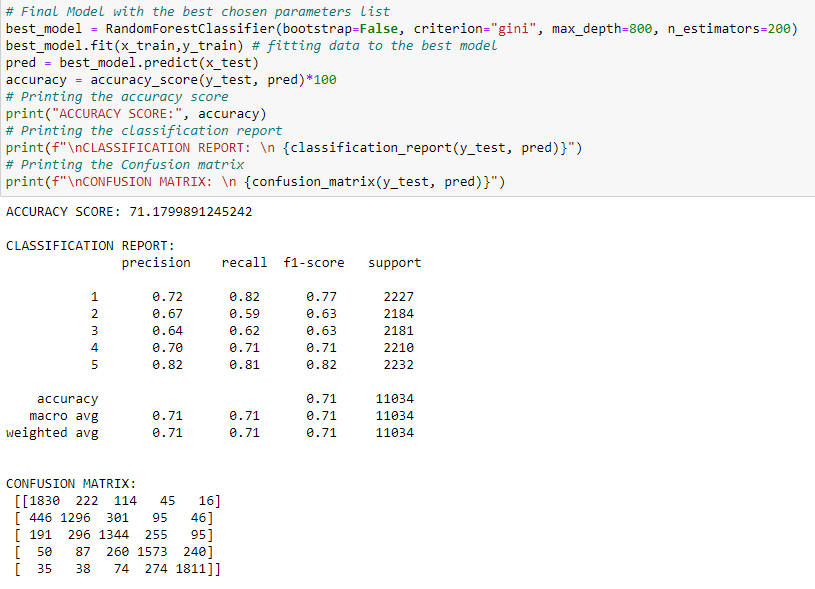 # Final Model with the best chosen parameters list
best_model = RandomForestClassifier(bootstrap=False, criterion="gini", max_depth=800, n_estimators=200)
best_model.fit(x_train,y_train) # fitting data to the best model
pred = best_model.predict(x_test)
accuracy = accuracy_score(y_test, pred)*100
# Printing the accuracy score
print("ACCURACY SCORE:", accuracy)
# Printing the classification report
print(f"\nCLASSIFICATION REPORT: \n {classification_report(y_test, pred)}")
# Printing the Confusion matrix
print(f"\nCONFUSION MATRIX: \n {confusion_matrix(y_test, pred)}")
ACCURACY SCORE: 71.1799891245242
CLASSIFICATION REPORT:
precision recall f1-score support
1 0.72 0.82 0.77 2227
2 0.67 0.59 0.63 2184
3 0.64 0.62 0.63 2181
4 0.70 0.71 0.71 2210
5 0.82 0.81 0.82 2232
accuracy 0.71 11034
macro avg 0.71 0.71 0.71 11034
weighted avg 0.71 0.71 0.71 11034
CONFUSION MATRIX:
[[1830 222 114 45 16]
[ 446 1296 301 95 46]
[ 191 296 1344 255 95]
[ 50 87 260 1573 240]
[ 35 38 74 274 1811]]